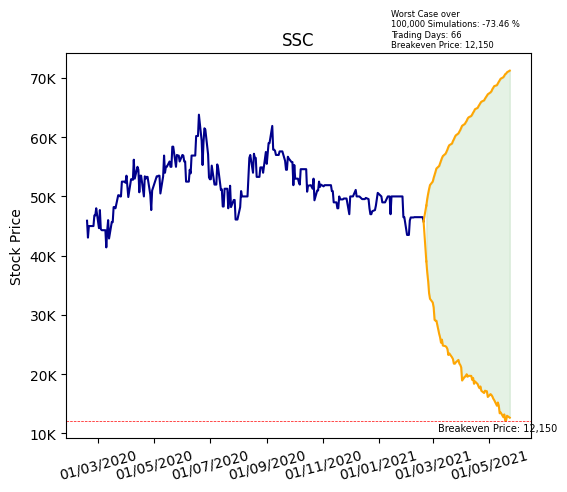 Worst Case over
100,000 Simulations: -73.46 %
Trading Days: 66
Breakeven Price: 12,150
SSC
Stock Price
70K
60K
50K
40K
30K
20K
10K
Breakeven Price: 12,150
01/03/2020
01/05/2020
01/07/2020
01/09/2020
01/11/2020
01/01/2021
01/03/2021
01/05/2021